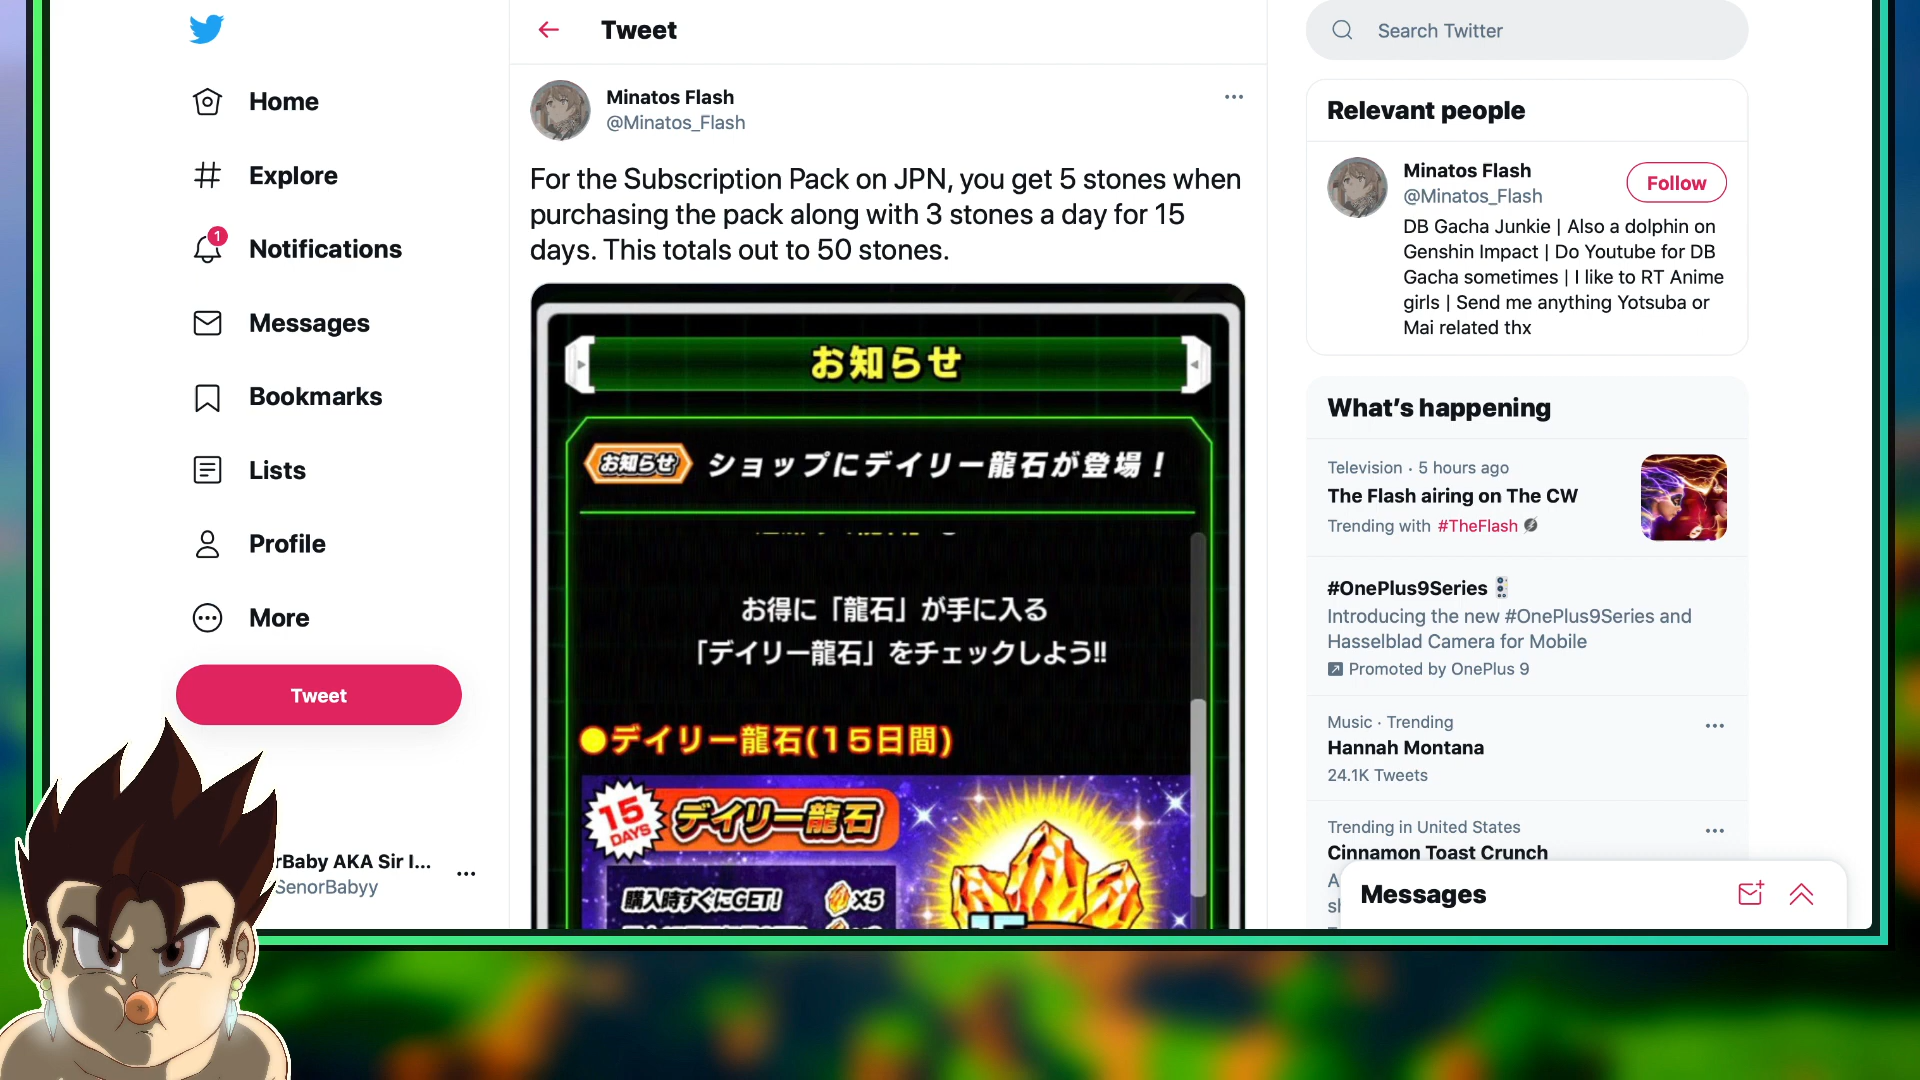 Home
Explore
1
Notifications
Messages
Bookmarks
Lists
Profile
More
Tweet
rBaby AKA Sir I...
SenorBabyy
Tweet
Minatos Flash
@Minatos_Flash
For the Subscription Pack on JPN, you get 5 stones when
purchasing the pack along with 3 stones a day for 15
days. This totals out to 50 stones.
お知らせ
お知らせ ショップにデイリー龍石が登場！
お得に「龍石」が手に入る
「デイリー龍石」をチェックしよう!!
●デイリー龍石(15日間)
15 DAYS デイリー龍石
購入時すぐにGET! x5
Search Twitter
Relevant people
Minatos Flash
@Minatos_Flash
Follow
DB Gacha Junkie | Also a dolphin on
Genshin Impact | Do Youtube for DB
Gacha sometimes | I like to RT Anime
girls | Send me anything Yotsuba or
Mai related thx
What's happening
Television · 5 hours ago
The Flash airing on The CW
Trending with #TheFlash
#OnePlus9Series
Introducing the new #OnePlus9Series and
Hasselblad Camera for Mobile
Promoted by OnePlus 9
Music · Trending
Hannah Montana
24.1K Tweets
Trending in United States
Cinnamon Toast Crunch
Messages